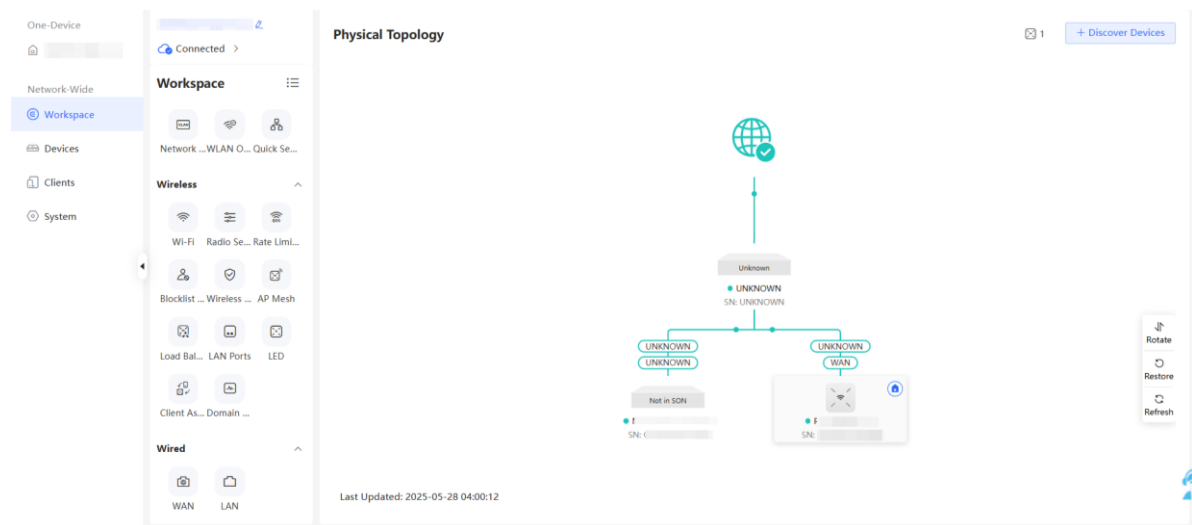 One-Device
Network-Wide
Workspace
Devices
Clients
System
Connected
Workspace
VLAN
Network ...
WLAN O...
Quick Se...
Wireless
Wi-Fi
Radio Se...
Rate Limi...
Blocklist ...
Wireless ...
AP Mesh
Load Bal...
LAN Ports
LED
Client As...
Domain ...
Wired
WAN
LAN
Physical Topology
1
+ Discover Devices
Unknown
UNKNOWN
SN: UNKNOWN
UNKNOWN
UNKNOWN
UNKNOWN
WAN
Not in SON
SN:
SN:
Rotate
Restore
Refresh
Last Updated: 2025-05-28 04:00:12